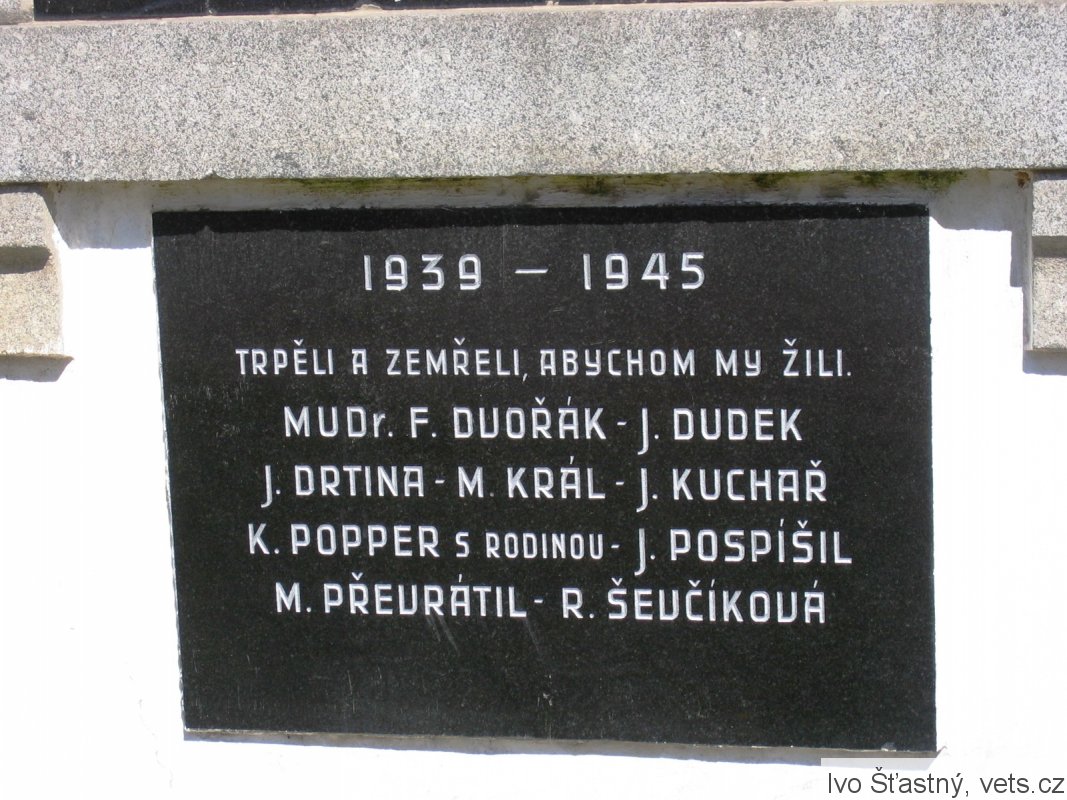 1939 – 1945
TRPĚLI A ZEMŘELI, ABYCHOM MY ŽILI.
MUDr. F. DVOŘÁK - J. DUDEK
J. DRTINA - M. KRÁL - J. KUCHAŘ
K. POPPER S RODINOU - J. POSPÍŠIL
M. PŘEVRÁTIL - R. ŠEVČÍKOVÁ
Ivo Šťastný, vets.cz